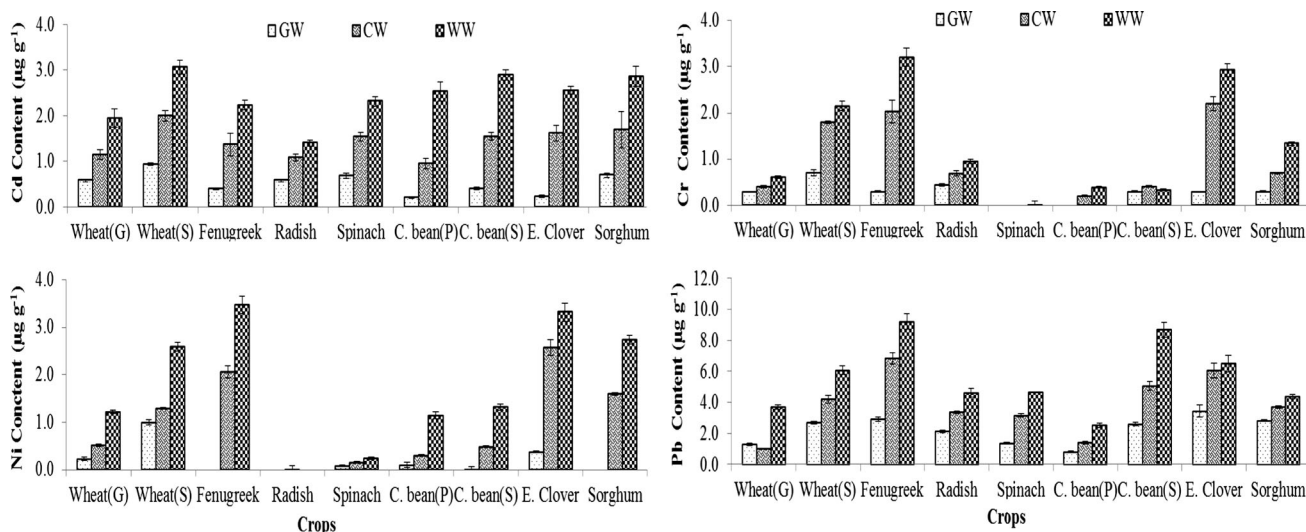 Cd Content (µg g⁻¹)
4.0
3.0
2.0
1.0
0.0
GW CW WW
Wheat(G) Wheat(S) Fenugreek Radish Spinach C. bean(P) C. bean(S) E. Clover Sorghum
Cr Content (µg g⁻¹)
4.0
3.0
2.0
1.0
0.0
GW CW WW
Wheat(G) Wheat(S) Fenugreek Radish Spinach C. bean(P) C. bean(S) E. Clover Sorghum
Ni Conctent (µg g⁻¹)
4.0
3.0
2.0
1.0
0.0
Wheat(G) Wheat(S) Fenugreek Radish Spinach C. bean(P) C. bean(S) E. Clover Sorghum
Crops
Pb Content (µg g⁻¹)
12.0
10.0
8.0
6.0
4.0
2.0
0.0
Wheat(G) Wheat(S) Fenugreek Radish Spinach C. bean(P) C. bean(S) E. Clover Sorghum
Crops